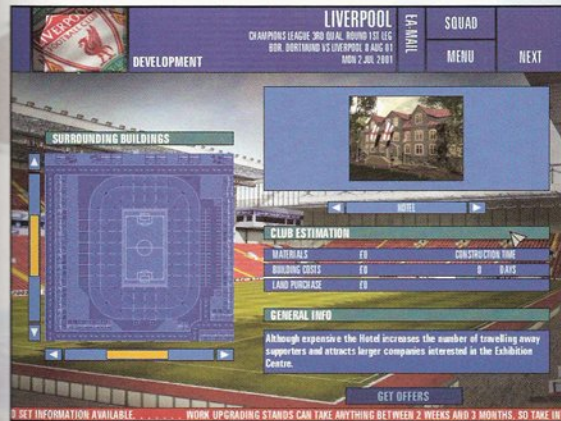 LIVERPOOL
FOOTBALL CLUB
DEVELOPMENT
LIVERPOOL
CHAMPIONS LEAGUE 3RD QUAL. ROUND 1ST LEG
BOR. DORTMUND VS LIVERPOOL 8 AUG 01
MON 2 JUL 2001
EA-MAIL
SQUAD
MENU
NEXT
SURROUNDING BUILDINGS
HOTEL
CLUB ESTIMATION
MATERIALS £0 CONSTRUCTION TIME
BUILDING COSTS £0 0 DAYS
LAND PURCHASE £0
GENERAL INFO
Although expensive the Hotel increases the number of travelling away
supporters and attracts larger companies interested in the Exhibition
Centre.
GET OFFERS
SET INFORMATION AVAILABLE. . . . . . . WORK UPGRADING STANDS CAN TAKE ANYTHING BETWEEN 2 WEEKS AND 3 MONTHS, SO TAKE IN